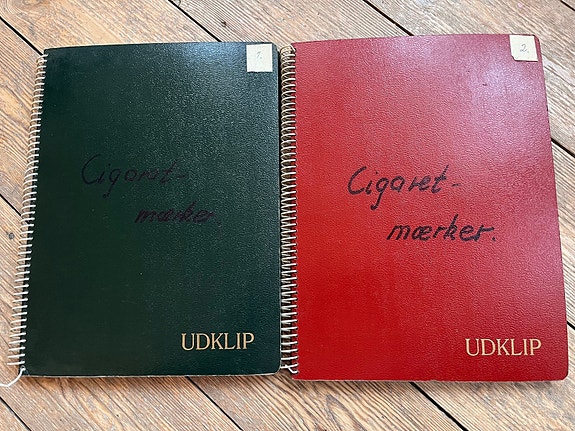 1.
Cigaret-
mærker.
UDKLIP
2.
Cigaret-
mærker.
UDKLIP